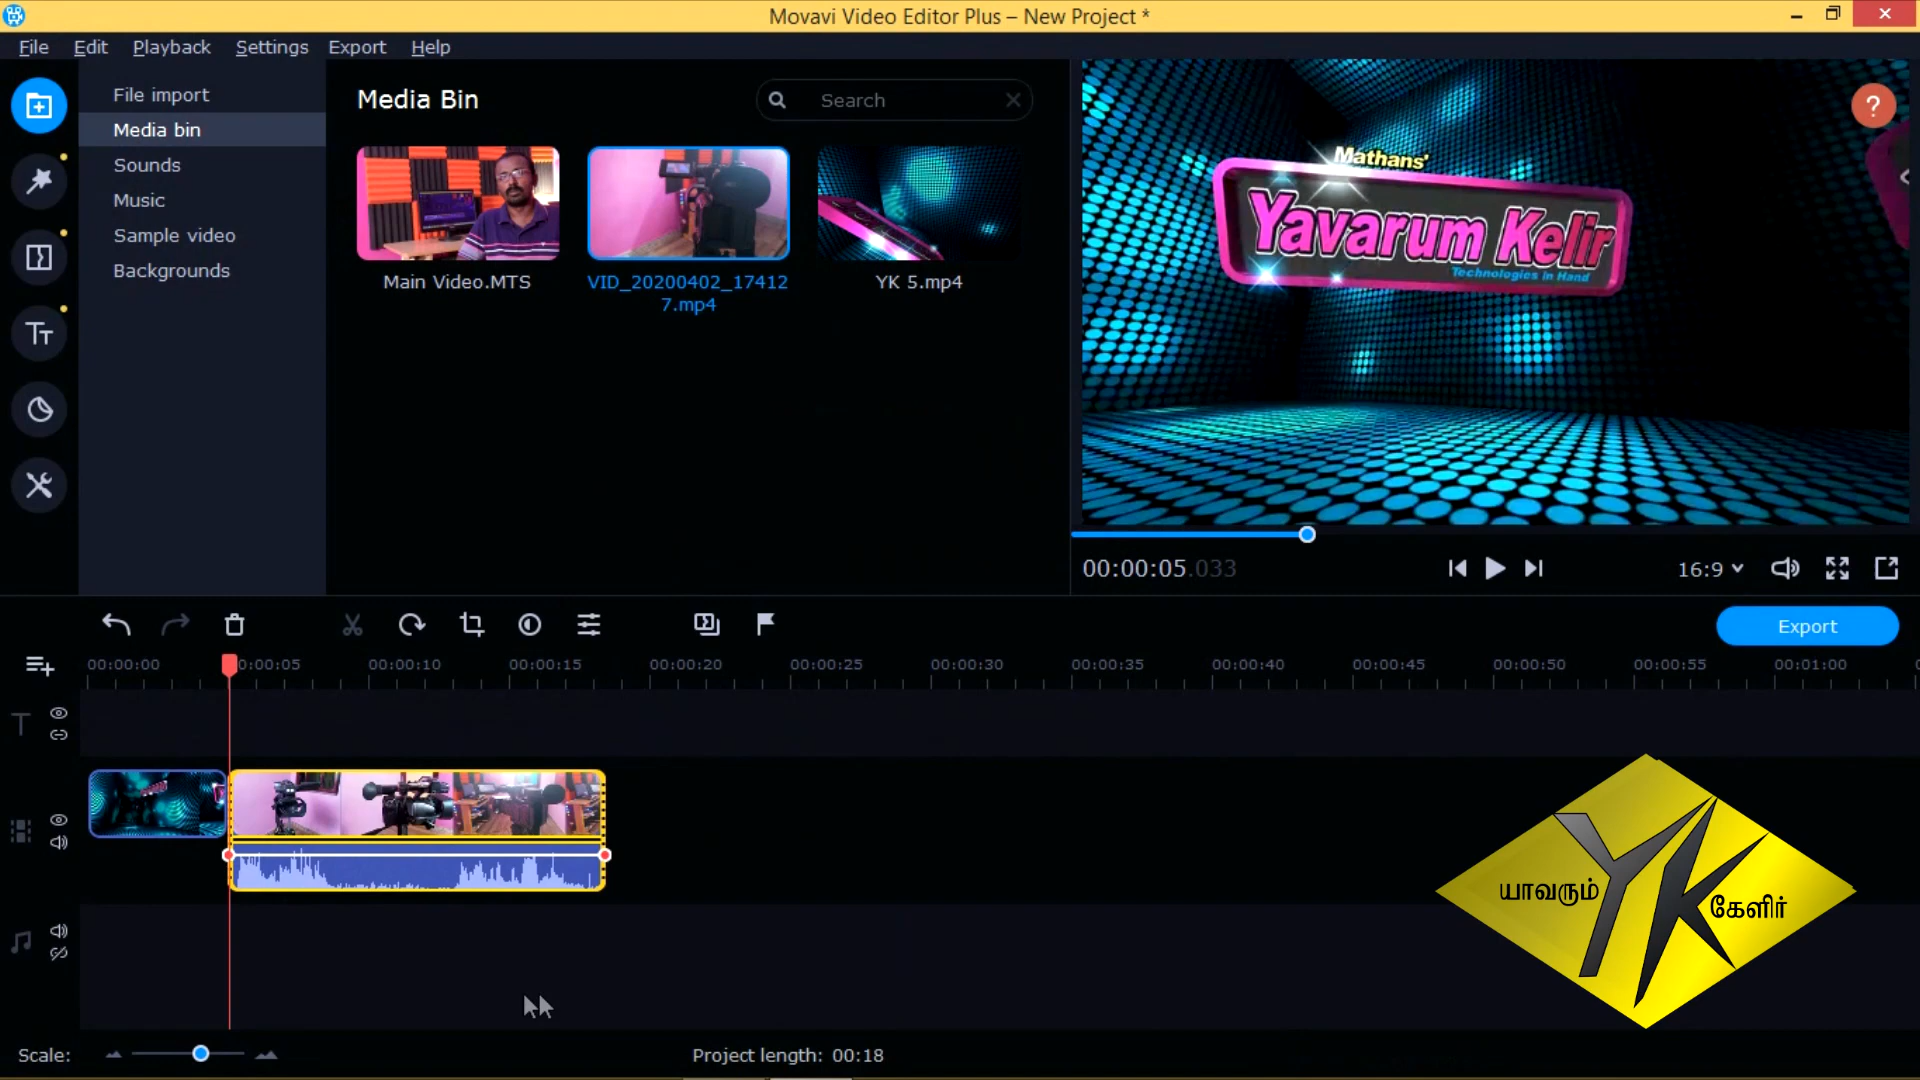 Movavi Video Editor Plus – New Project *
File Edit Playback Settings Export Help
File import
Media bin
Sounds
Music
Sample video
Backgrounds
Media Bin
Search
Main Video.MTS
VID_20200402_17412
7.mp4
YK 5.mp4
Mathans'
Yavarum Kelir
Technologies in Hand
?
00:00:05.033
16:9
Export
00:00:00 0:00:05 00:00:10 00:00:15 00:00:20 00:00:25 00:00:30 00:00:35 00:00:40 00:00:45 00:00:50 00:00:55 00:01:00
யாவரும் YK கேளிர்
Scale:
Project length: 00:18